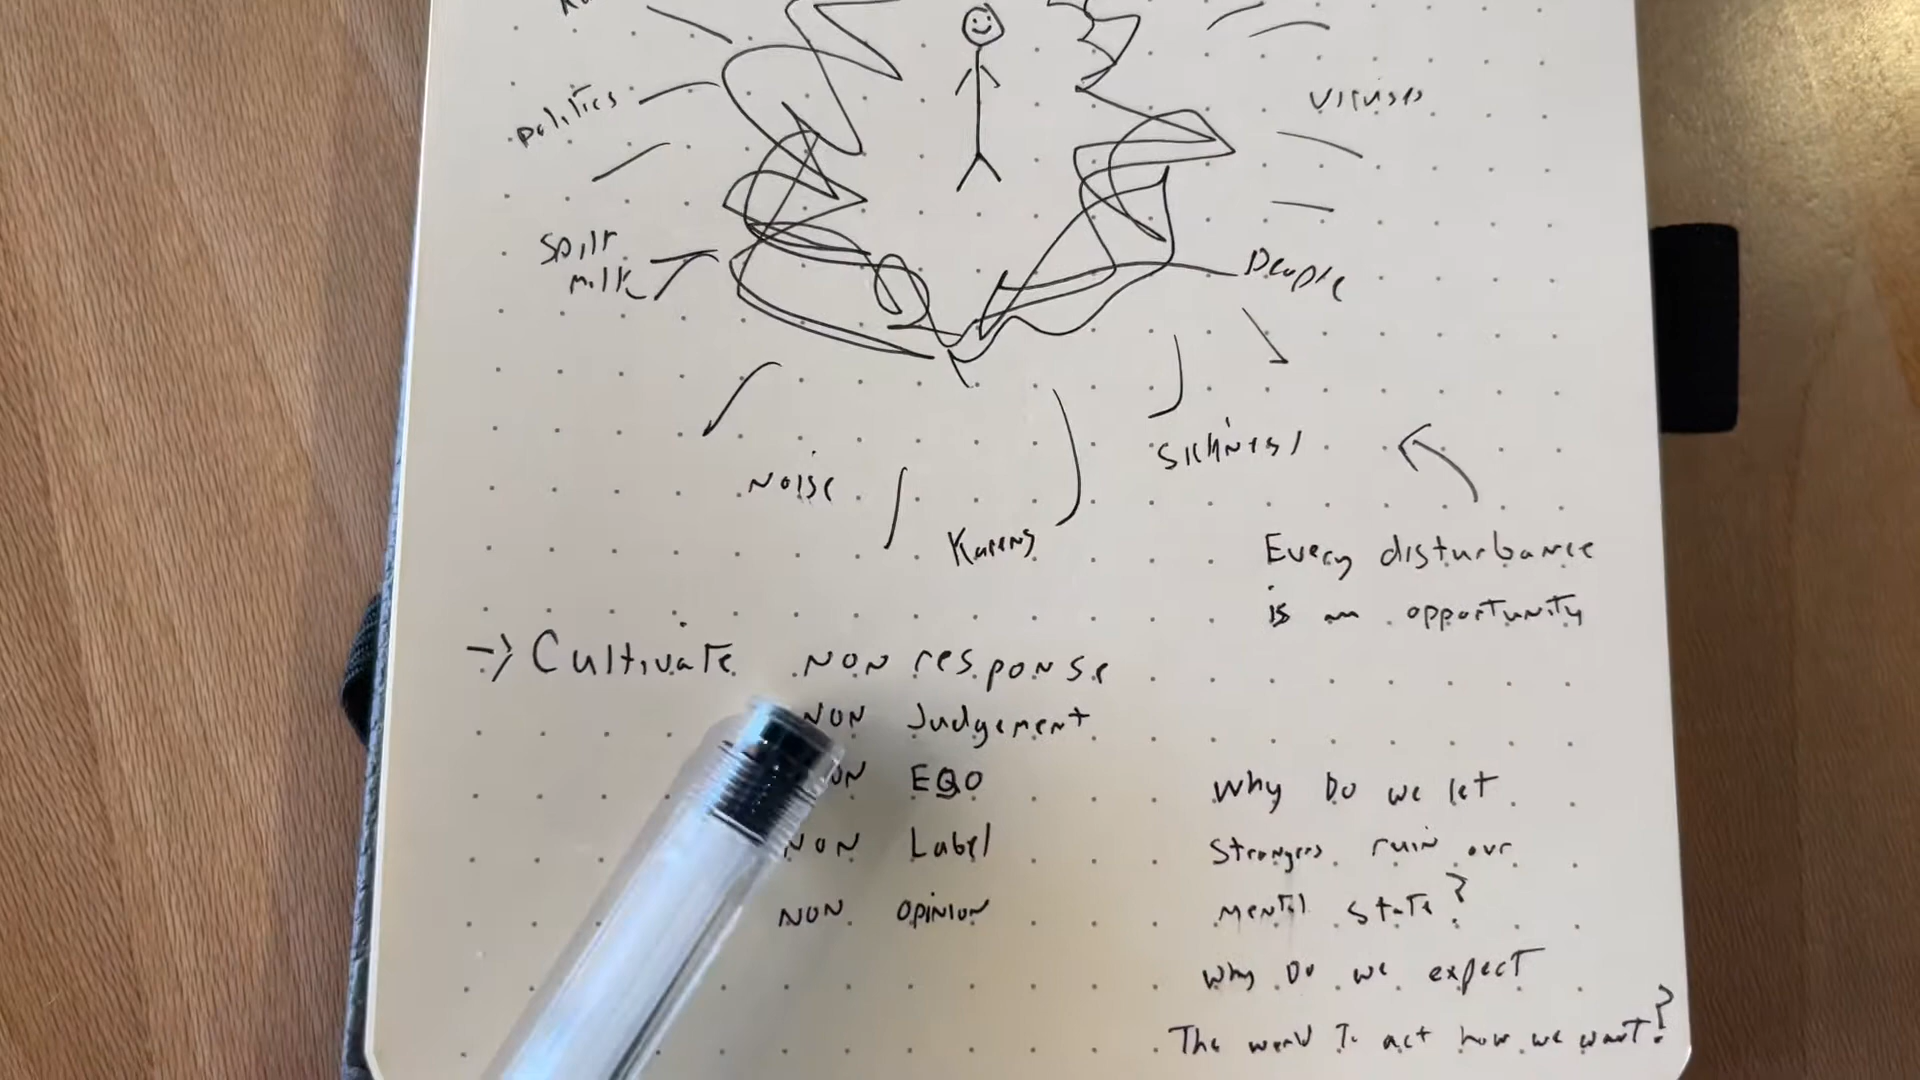 politics
viruses
Spilt
milk
People
Noise
Sickness
Karens
Every disturbance
is an opportunity
-> Cultivate non response
non Judgement
non EGO
non Label
non opinion
Why Do we let
strangers ruin our
mental state?
Why Do we expect
The world To act how we want?